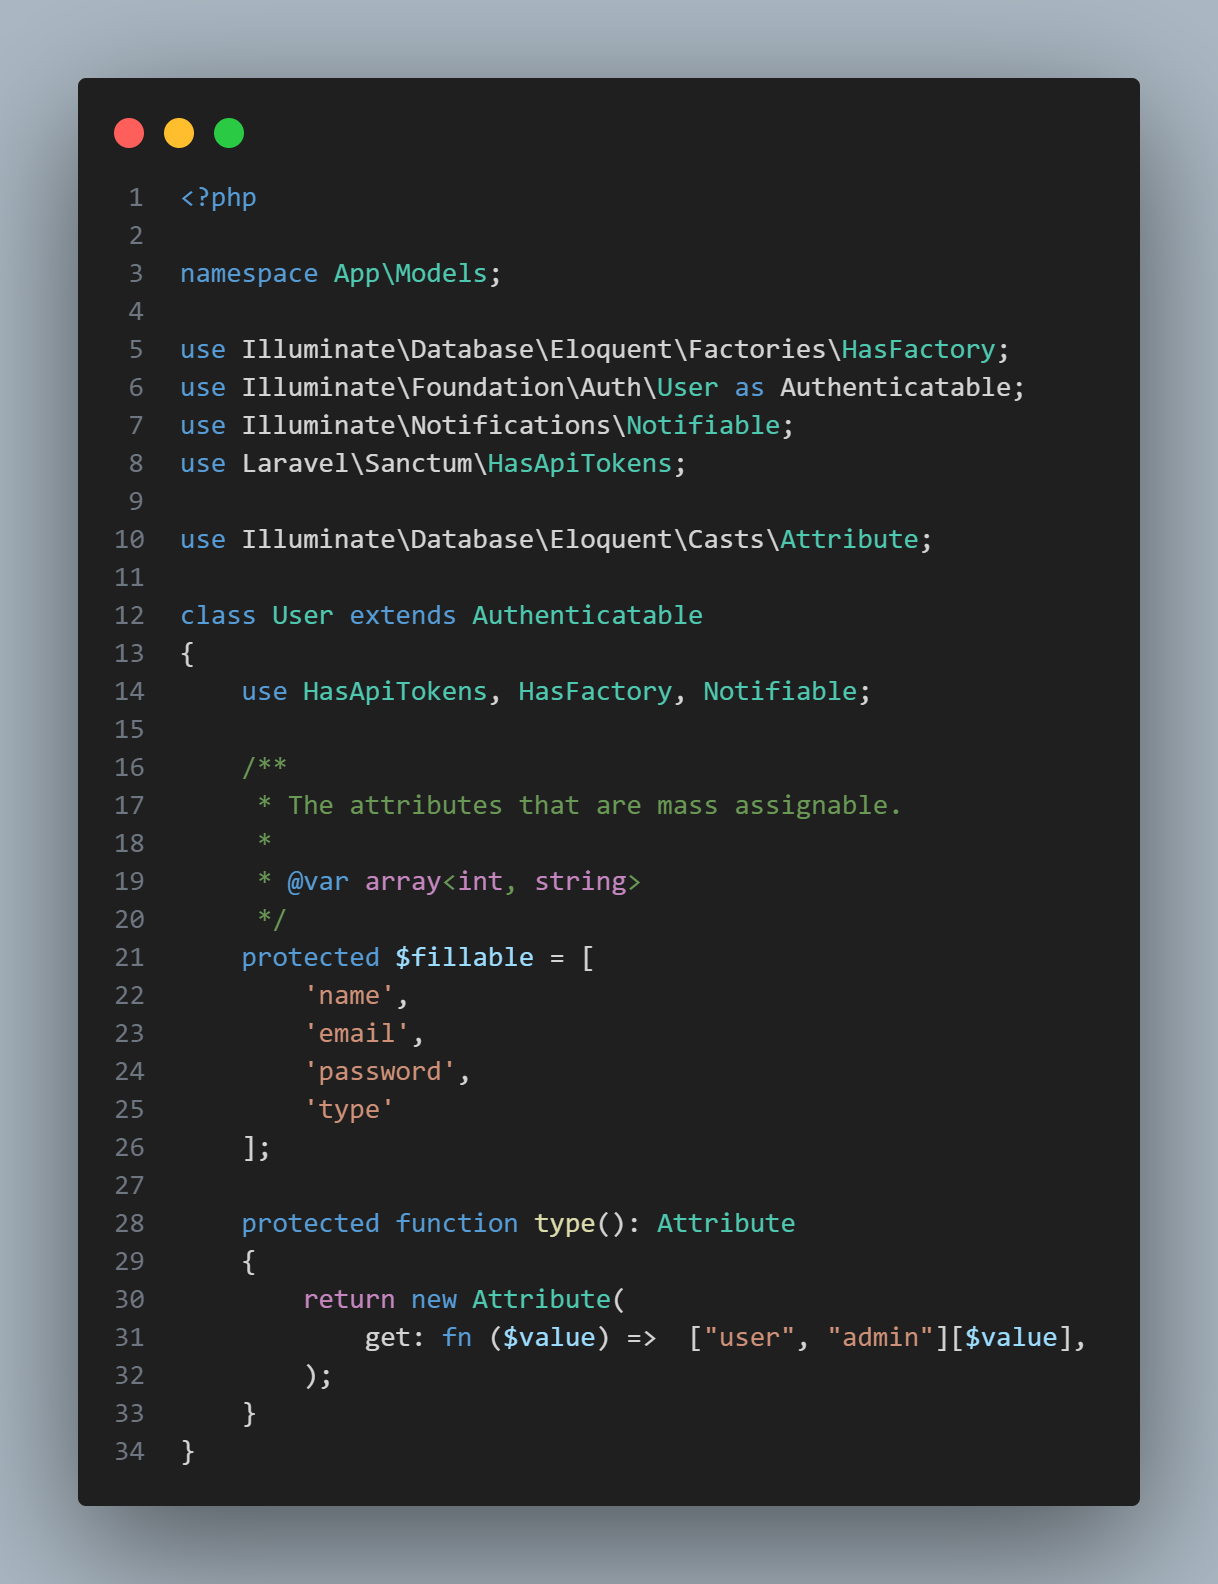 1 <?php
2
3 namespace App\Models;
4
5 use Illuminate\Database\Eloquent\Factories\HasFactory;
6 use Illuminate\Foundation\Auth\User as Authenticatable;
7 use Illuminate\Notifications\Notifiable;
8 use Laravel\Sanctum\HasApiTokens;
9
10 use Illuminate\Database\Eloquent\Casts\Attribute;
11
12 class User extends Authenticatable
13 {
14     use HasApiTokens, HasFactory, Notifiable;
15
16     /**
17      * The attributes that are mass assignable.
18      *
19      * @var array<int, string>
20      */
21     protected $fillable = [
22         'name',
23         'email',
24         'password',
25         'type'
26     ];
27
28     protected function type(): Attribute
29     {
30         return new Attribute(
31             get: fn ($value) =>  ["user", "admin"][$value],
32         );
33     }
34 }